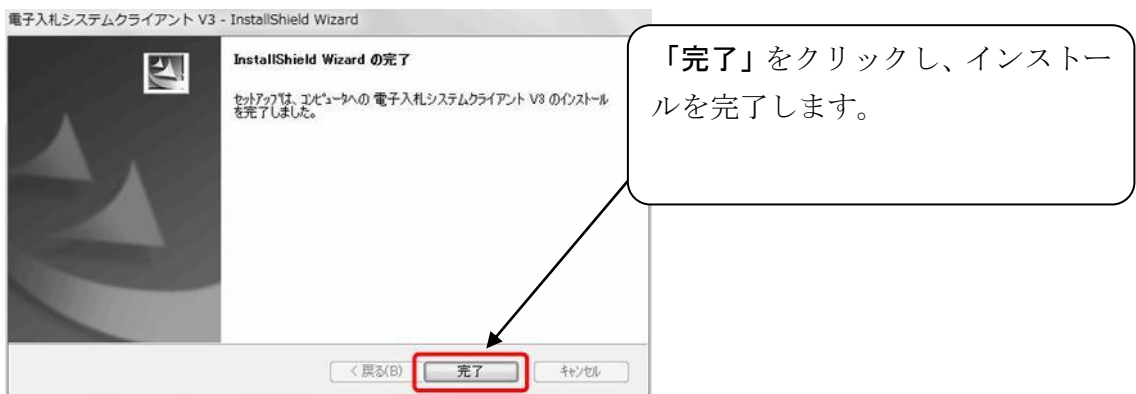 電子入札システムクライアント V3 - InstallShield Wizard
InstallShield Wizard の完了
セットアップは、コンピュータへの 電子入札システムクライアント V3 のインストール
を完了しました。
「完了」をクリックし、インストー
ルを完了します。
< 戻る(B)
完了
キャンセル